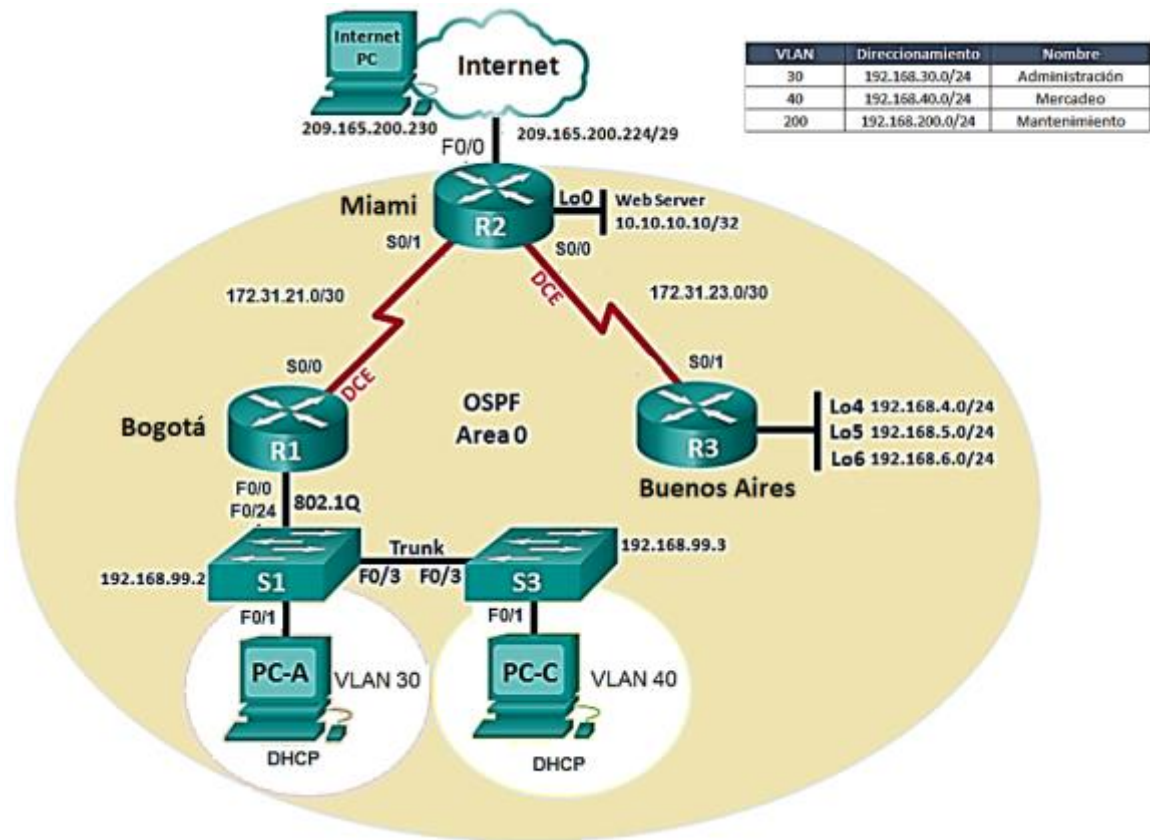 Internet
PC
Internet
209.165.200.230
209.165.200.224/29
F0/0
VLAN Direccionamiento Nombre
30 192.168.30.0/24 Administración
40 192.168.40.0/24 Mercadeo
200 192.168.200.0/24 Mantenimiento
Miami
R2
Lo0
Web Server
10.10.10.10/32
S0/1
S0/0
DCE
172.31.21.0/30
172.31.23.0/30
S0/0
DCE
S0/1
Bogotá
R1
OSPF
Area 0
R3
Buenos Aires
Lo4 192.168.4.0/24
Lo5 192.168.5.0/24
Lo6 192.168.6.0/24
F0/0
F0/24
802.1Q
192.168.99.2
S1
Trunk
F0/3 F0/3
S3
192.168.99.3
F0/1
F0/1
PC-A
VLAN 30
DHCP
PC-C
VLAN 40
DHCP